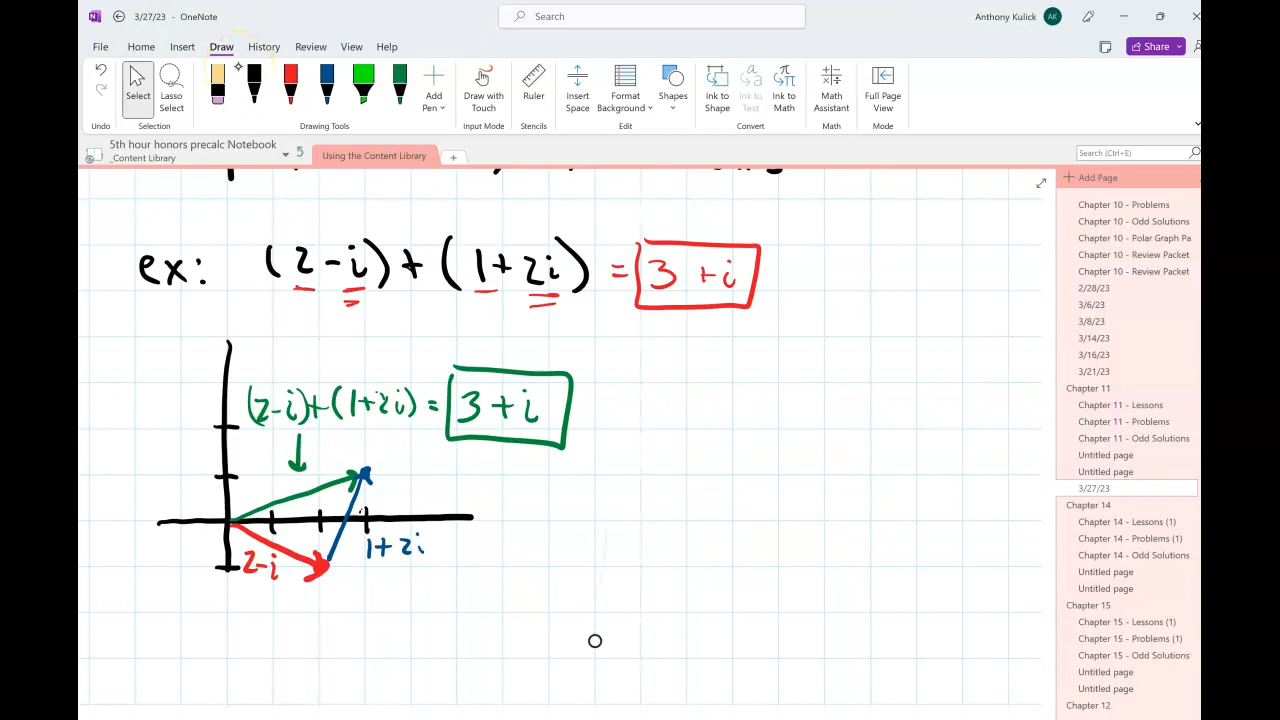 3/27/23 - OneNote
Search
Anthony Kulick
AK
File Home Insert Draw History Review View Help
Share
Undo
Select
Lasso Select
Selection
Drawing Tools
Add Pen
Draw with Touch
Input Mode
Ruler
Stencils
Insert Space
Format Background
Shapes
Edit
Ink to Shape
Ink to Text
Ink to Math
Convert
Math Assistant
Math
Full Page View
Mode
5th hour honors precalc Notebook
_Content Library
Using the Content Library
Search (Ctrl+E)
Add Page
Chapter 10 - Problems
Chapter 10 - Odd Solutions
Chapter 10 - Polar Graph Pa
Chapter 10 - Review Packet
Chapter 10 - Review Packet
2/28/23
3/6/23
3/8/23
3/14/23
3/16/23
3/21/23
Chapter 11
Chapter 11 - Lessons
Chapter 11 - Problems
Chapter 11 - Odd Solutions
Untitled page
Untitled page
3/27/23
Chapter 14
Chapter 14 - Lessons (1)
Chapter 14 - Problems (1)
Chapter 14 - Odd Solutions
Untitled page
Untitled page
Chapter 15
Chapter 15 - Lessons (1)
Chapter 15 - Problems (1)
Chapter 15 - Odd Solutions
Untitled page
Untitled page
Chapter 12
ex: (2-i)+(1+2i) = 3+i
(2-i)+(1+2i) = 3+i
1+2i
2-i